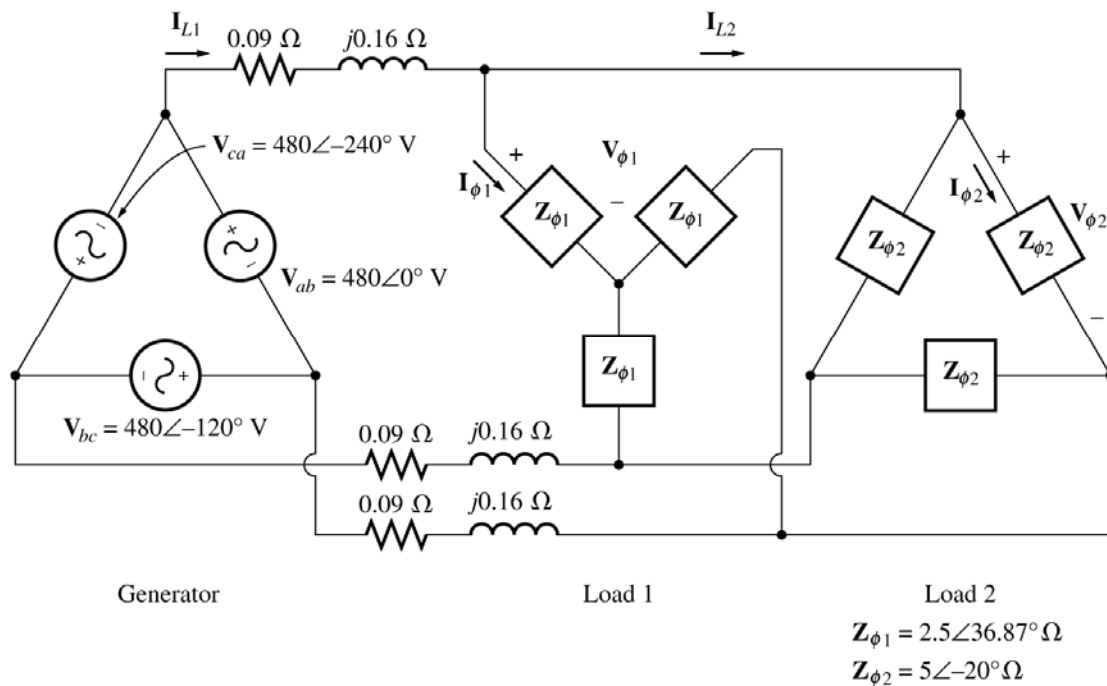 I_L1
0.09 Ω
j0.16 Ω
I_L2
V_ca = 480∠–240° V
+
V_ϕ1
I_ϕ1
–
Z_ϕ1
Z_ϕ1
+
I_ϕ2
V_ϕ2
Z_ϕ2
Z_ϕ2
–
+
–
+
–
V_ab = 480∠0° V
Z_ϕ1
Z_ϕ2
–
+
V_bc = 480∠–120° V
0.09 Ω
j0.16 Ω
0.09 Ω
j0.16 Ω
Generator
Load 1
Load 2
Z_ϕ1 = 2.5∠36.87° Ω
Z_ϕ2 = 5∠–20° Ω